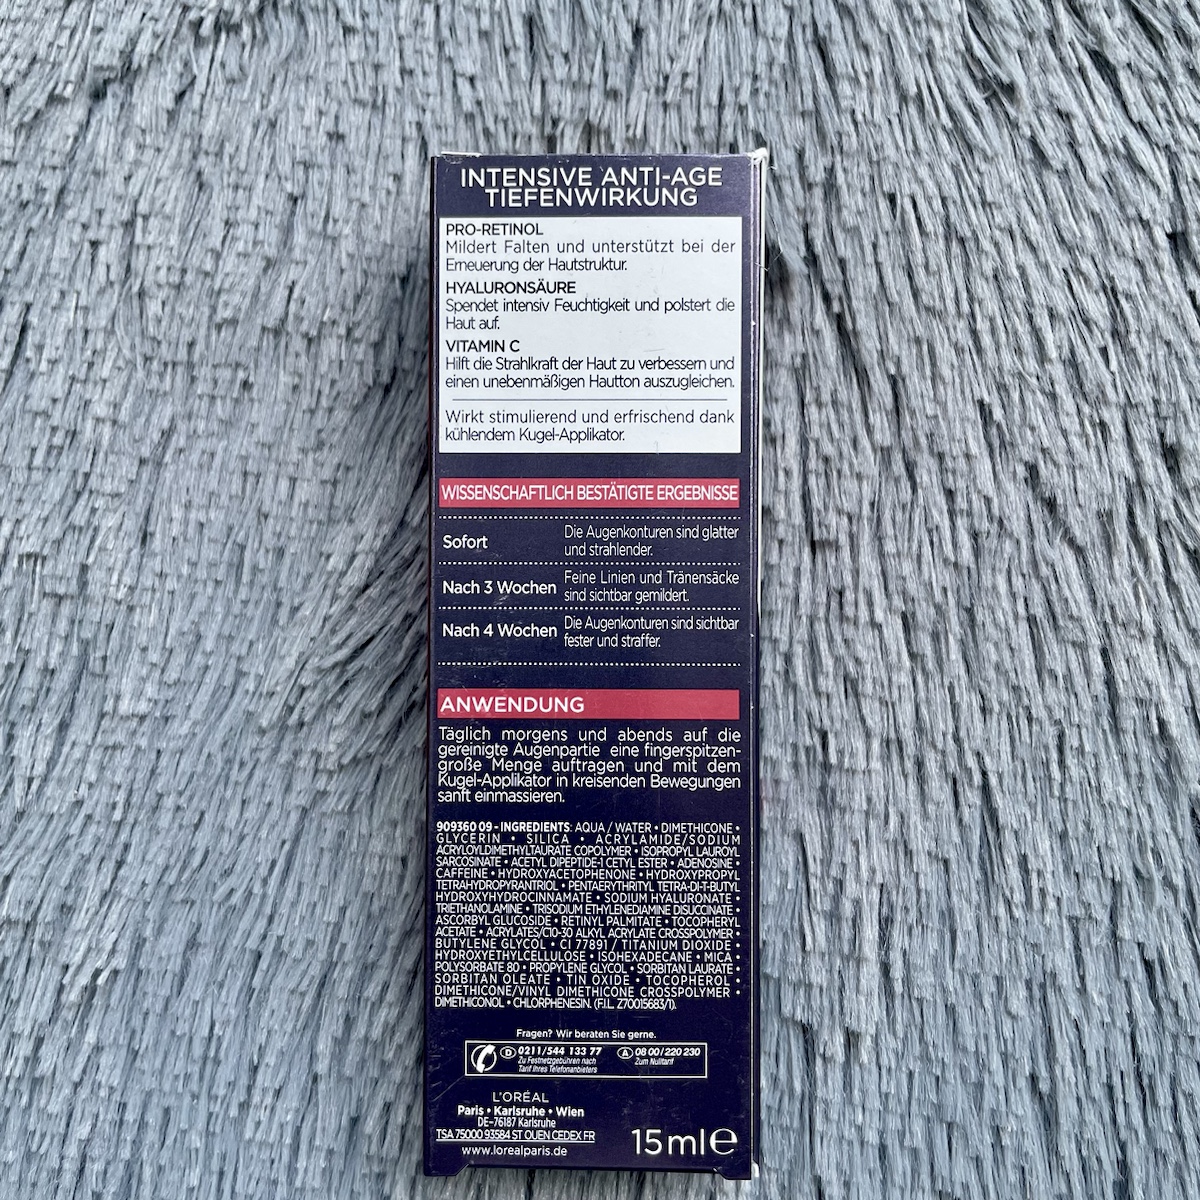 INTENSIVE ANTI-AGE
TIEFENWIRKUNG
PRO-RETINOL
Mildert Falten und unterstützt bei der
Erneuerung der Hautstruktur.
HYALURONSÄURE
Spendet intensiv Feuchtigkeit und polstert die
Haut auf.
VITAMIN C
Hilft die Strahlkraft der Haut zu verbessern und
einen unebenmäßigen Hautton auszugleichen.
Wirkt stimulierend und erfrischend dank
kühlendem Kugel-Applikator.
WISSENSCHAFTLICH BESTÄTIGTE ERGEBNISSE
Sofort Die Augenkonturen sind glatter
und strahlender.
Nach 3 Wochen Feine Linien und Tränensäcke
sind sichtbar gemildert.
Nach 4 Wochen Die Augenkonturen sind sichtbar
fester und straffer.
ANWENDUNG
Täglich morgens und abends auf die
gereinigte Augenpartie eine fingerspitzen-
große Menge auftragen und mit dem
Kugel-Applikator in kreisenden Bewegungen
sanft einmassieren.
909360 09 - INGREDIENTS: AQUA / WATER • DIMETHICONE •
GLYCERIN • SILICA • ACRYLAMIDE/SODIUM
ACRYLOYLDIMETHYLTAURATE COPOLYMER • ISOPROPYL LAUROYL
SARCOSINATE • ACETYL DIPEPTIDE-1 CETYL ESTER • ADENOSINE •
CAFFEINE • HYDROXYACETOPHENONE • HYDROXYPROPYL
TETRAHYDROPYRANTRIOL • PENTAERYTHRITYL TETRA-DI-T-BUTYL
HYDROXYHYDROCINNAMATE • SODIUM HYALURONATE •
TRIETHANOLAMINE • TRISODIUM ETHYLENEDIAMINE DISUCCINATE •
ASCORBYL GLUCOSIDE • RETINYL PALMITATE • TOCOPHERYL
ACETATE • ACRYLATES/C10-30 ALKYL ACRYLATE CROSSPOLYMER •
BUTYLENE GLYCOL • CI 77891 / TITANIUM DIOXIDE •
HYDROXYETHYLCELLULOSE • ISOHEXADECANE • MICA •
POLYSORBATE 80 • PROPYLENE GLYCOL • SORBITAN LAURATE •
SORBITAN OLEATE • TIN OXIDE • TOCOPHEROL •
DIMETHICONE/VINYL DIMETHICONE CROSSPOLYMER •
DIMETHICONOL • CHLORPHENESIN. (F.I.L. Z70015683/1).
Fragen? Wir beraten Sie gerne.
D 0211/544 133 77 A 08 00/220 230
Zu Festnetzgebühren nach Zum Nulltarif
Tarif Ihres Telefonanbieters
L'ORÉAL
Paris • Karlsruhe • Wien
DE-76187 Karlsruhe
TSA 75000 93584 ST OUEN CEDEX FR
www.lorealparis.de
15 ml e